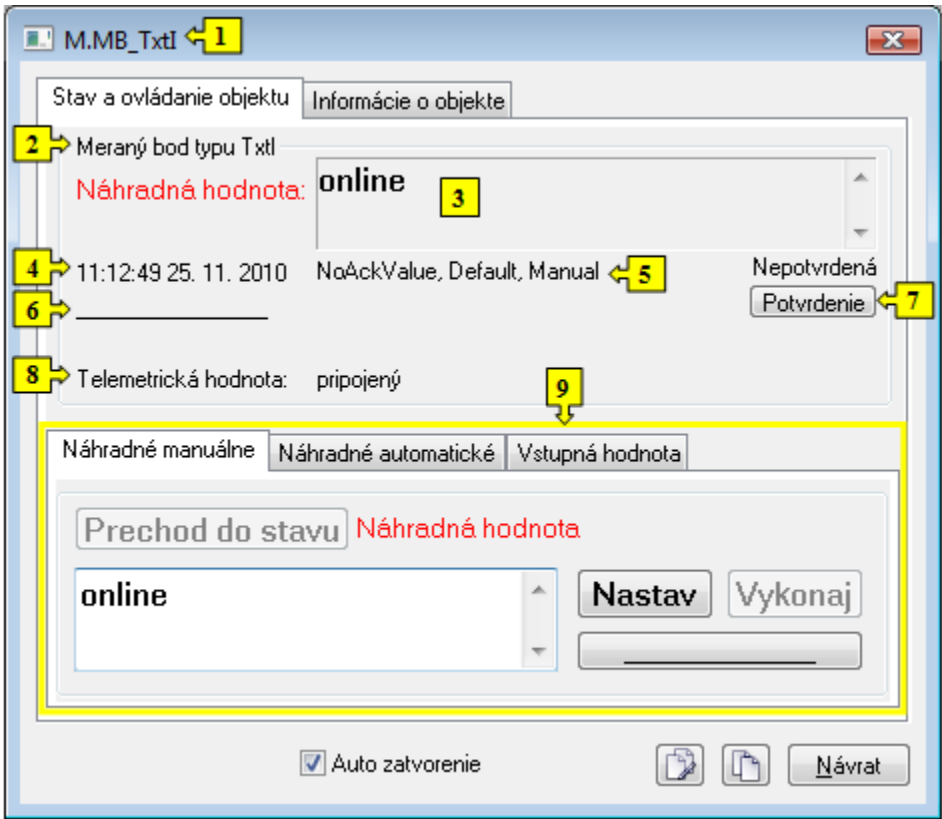 M.MB_TxtI 1
Stav a ovládanie objektu Informácie o objekte
2 Meraný bod typu TxtI
Náhradná hodnota: online 3
4 11:12:49 25. 11. 2010 NoAckValue, Default, Manual 5 Nepotvrdená
6 Potvrdenie 7
8 Telemetrická hodnota: pripojený 9
Náhradné manuálne Náhradné automatické Vstupná hodnota
Prechod do stavu Náhradná hodnota
online Nastav Vykonaj
Auto zatvorenie Návrat